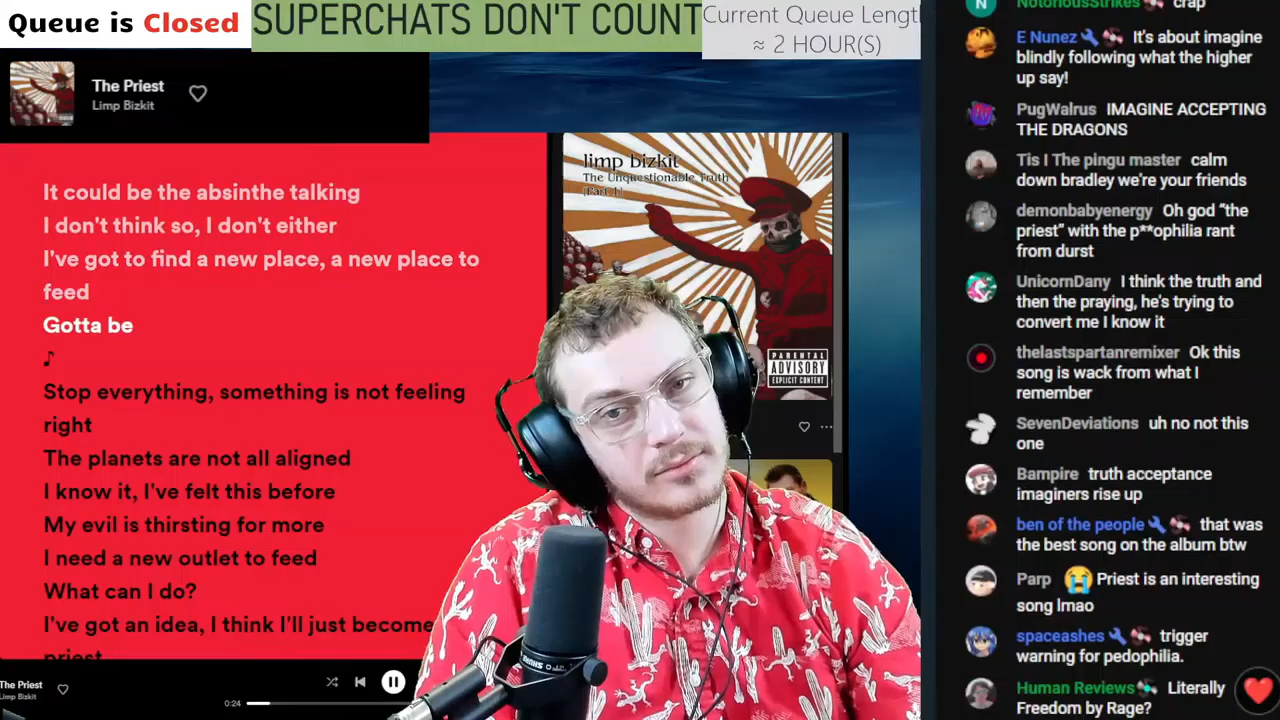 Queue is Closed
SUPERCHATS DON'T COUNT
Current Queue Lengt
≈ 2 HOUR(S)
The Priest
Limp Bizkit
It could be the absinthe talking
I don't think so, I don't either
I've got to find a new place, a new place to
feed
Gotta be
♪
Stop everything, something is not feeling
right
The planets are not all aligned
I know it, I've felt this before
My evil is thirsting for more
I need a new outlet to feed
What can I do?
I've got an idea, I think I'll just become
priest
The Priest
Limp Bizkit
0:24
limp bizkit
The Unquestionable Truth
(Part 1)
PARENTAL
ADVISORY
EXPLICIT CONTENT
SHURE
N
NotoriousStrikes crap
E Nunez It's about imagine
blindly following what the higher
up say!
PugWalrus IMAGINE ACCEPTING
THE DRAGONS
Tis I The pingu master calm
down bradley we're your friends
demonbabyenergy Oh god “the
priest” with the p**ophilia rant
from durst
UnicornDany I think the truth and
then the praying, he's trying to
convert me I know it
thelastspartanremixer Ok this
song is wack from what I
remember
SevenDeviations uh no not this
one
Bampire truth acceptance
imaginers rise up
ben of the people that was
the best song on the album btw
Parp 😭 Priest is an interesting
song lmao
spaceashes trigger
warning for pedophilia.
Human Reviews Literally
Freedom by Rage?